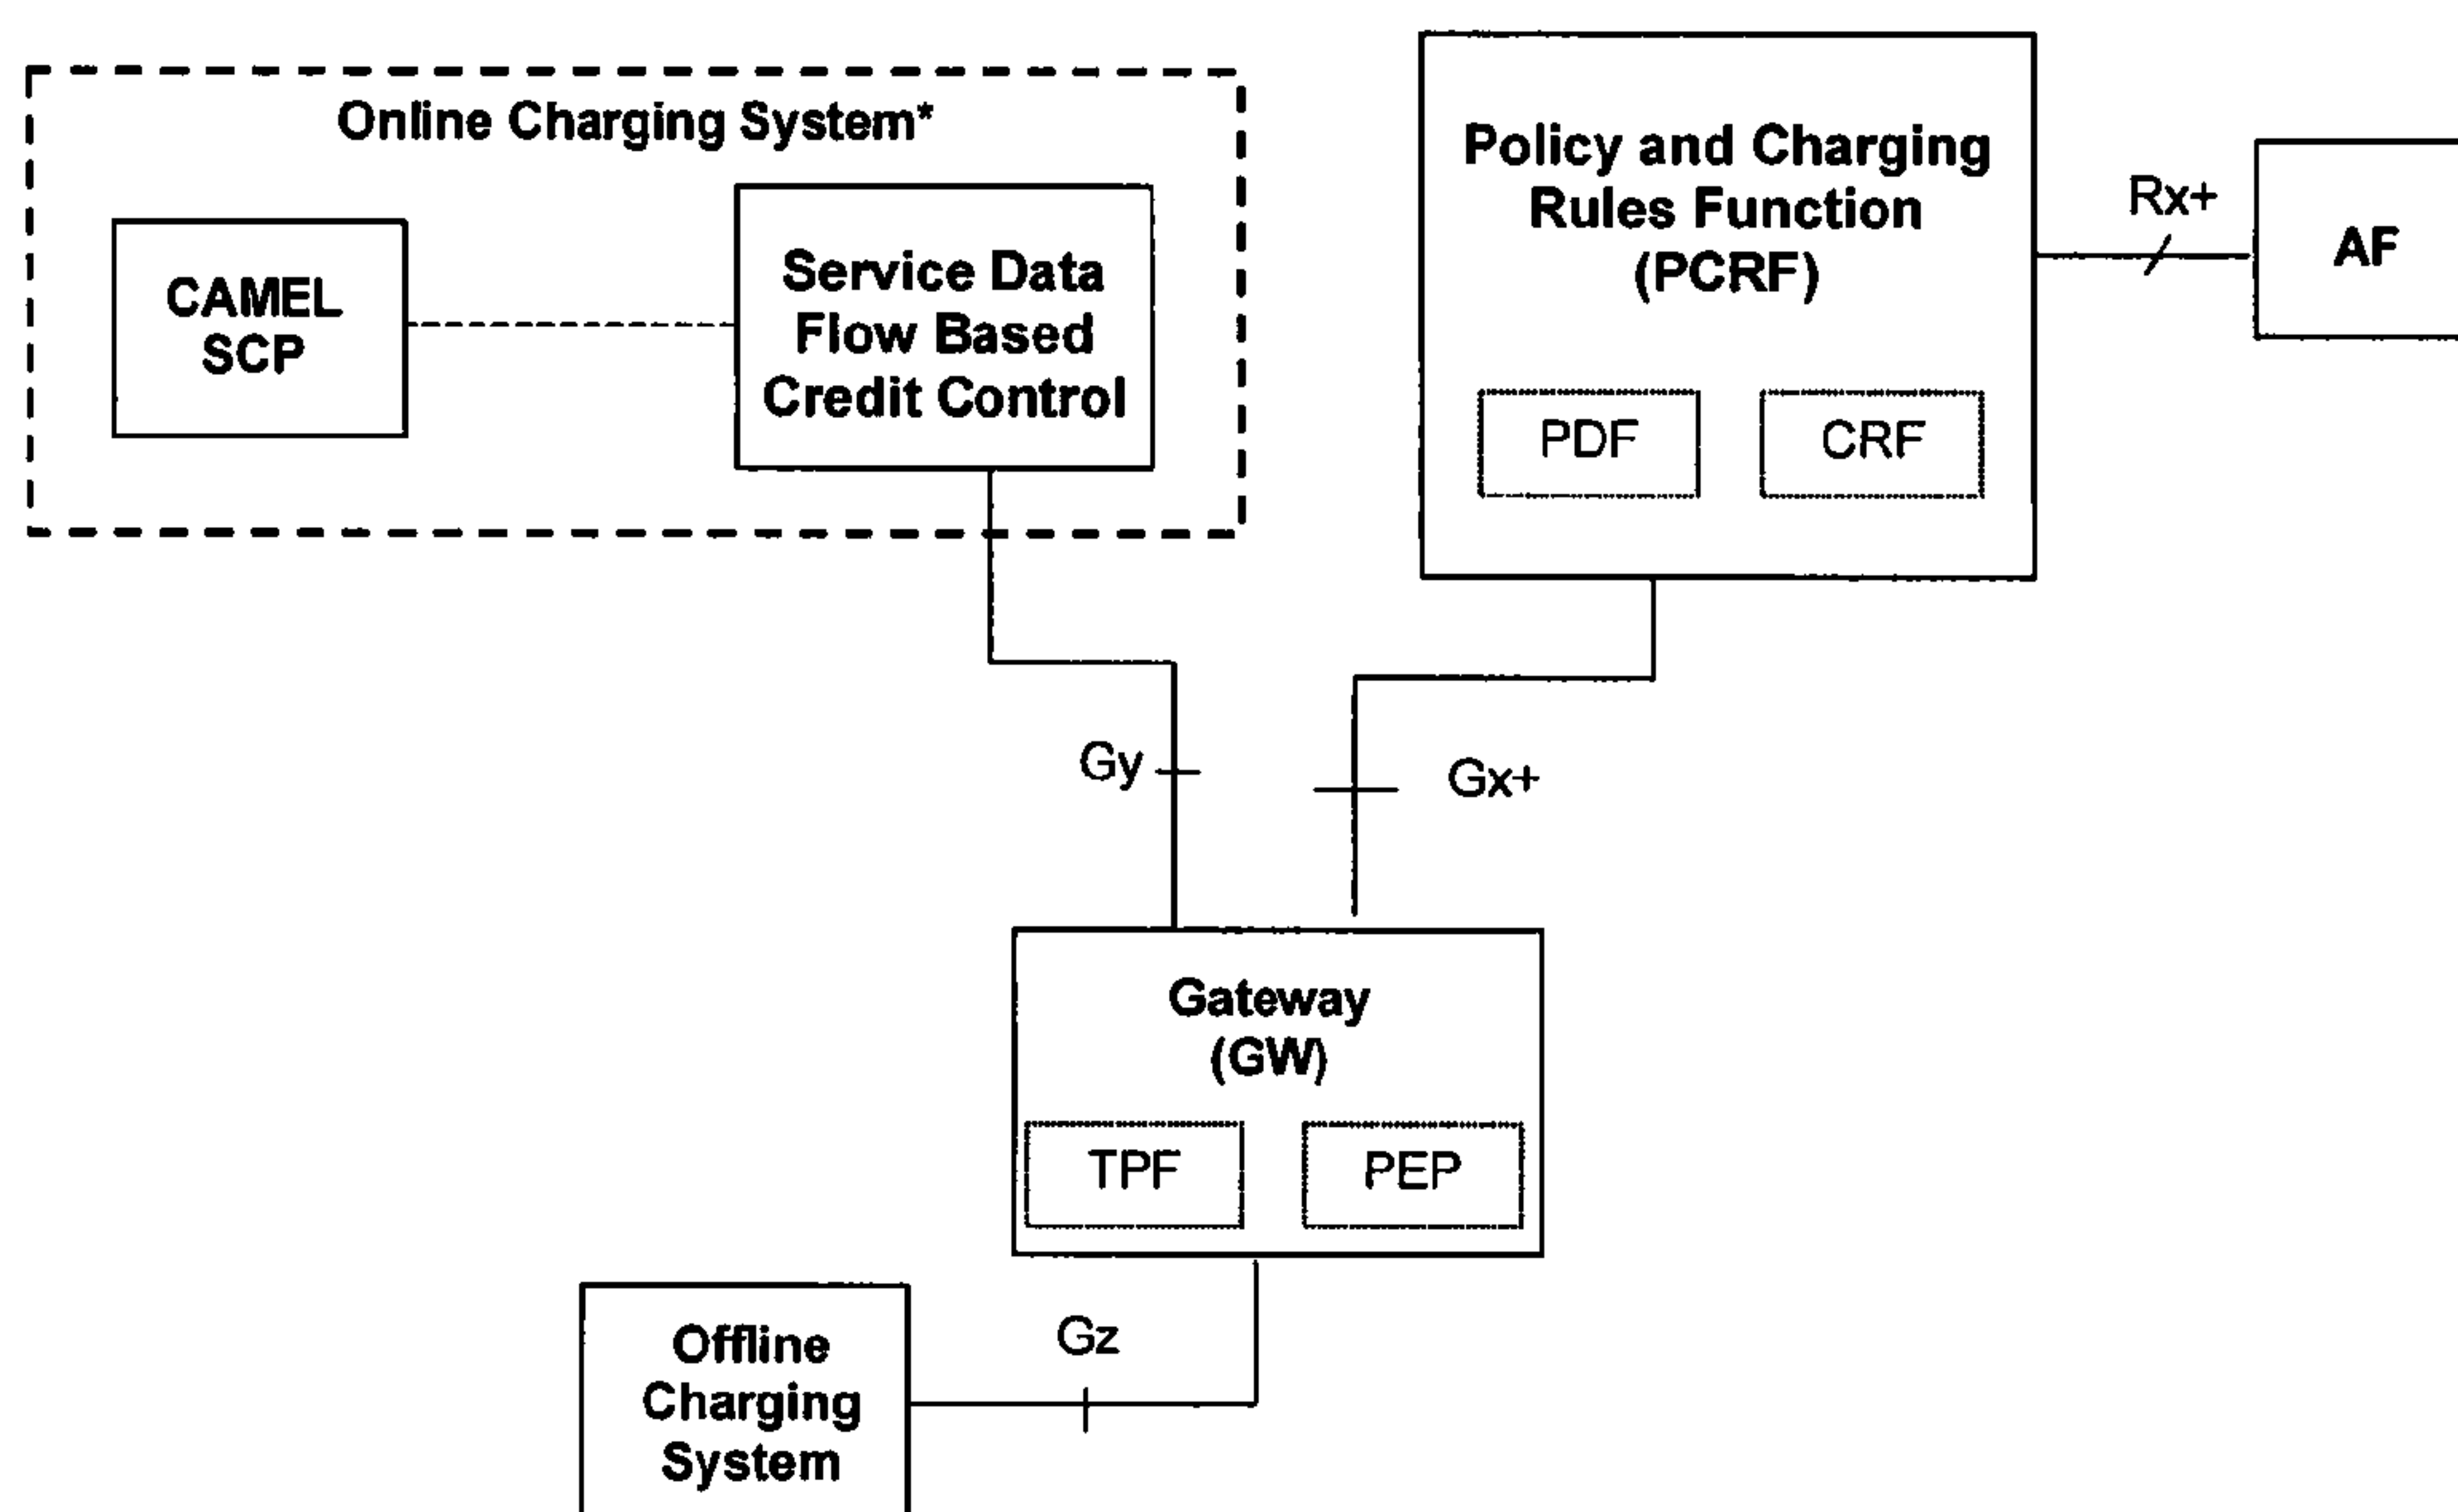 Online Charging System*
CAMEL
SCP
Service Data
Flow Based
Credit Control
Policy and Charging
Rules Function
(PCRF)
PDF
CRF
Rx+
AF
Gy
Gx+
Gateway
(GW)
TPF
PEP
Gz
Offline
Charging
System